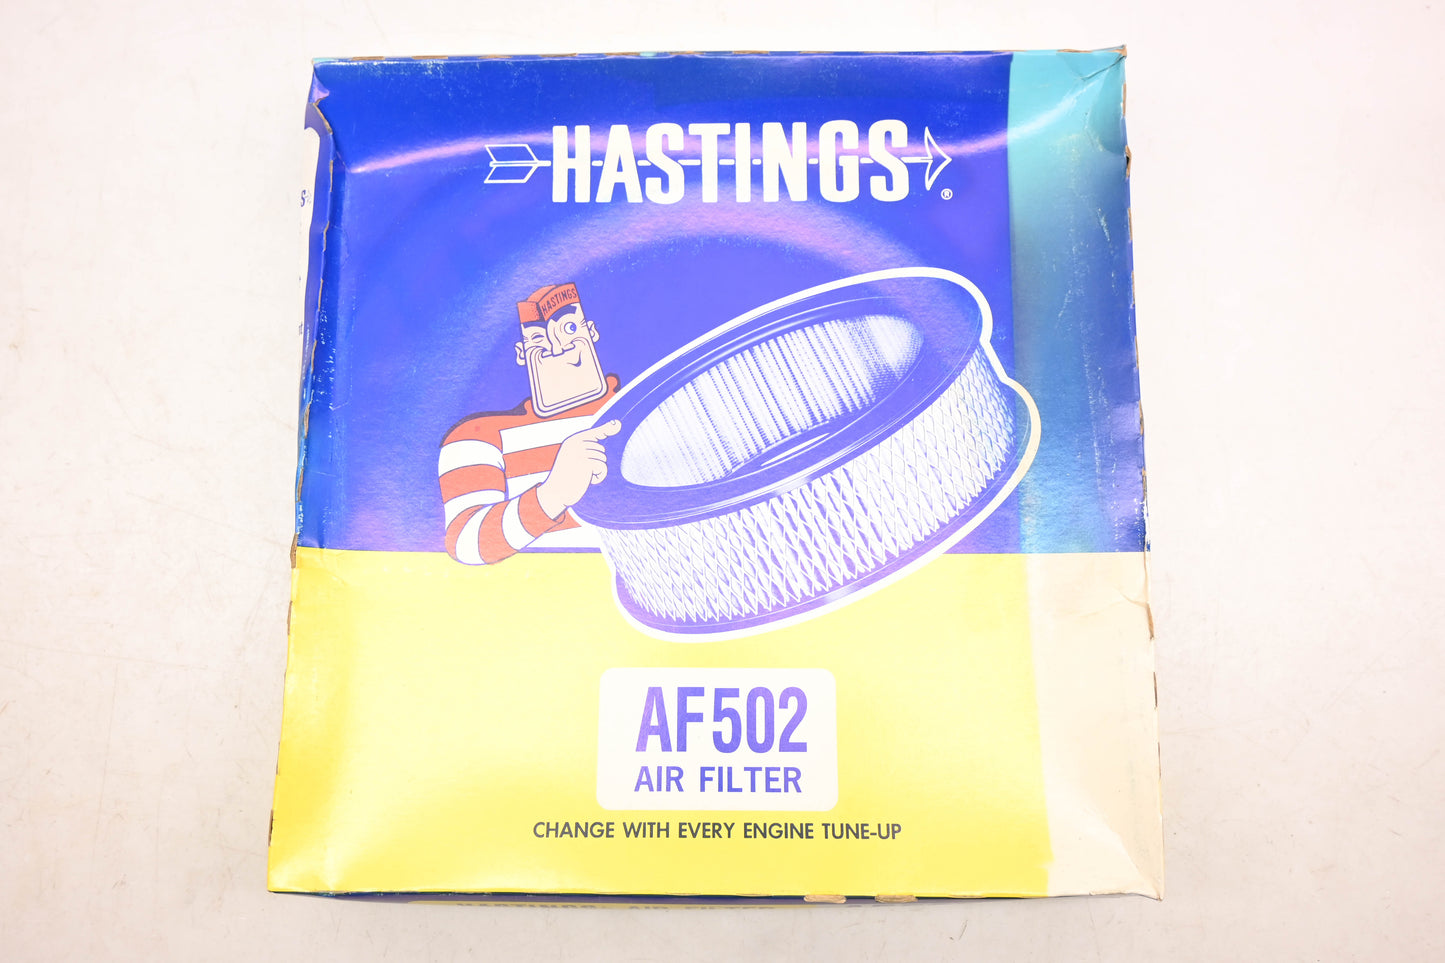 HASTINGS®
HASTINGS
AF502
AIR FILTER
CHANGE WITH EVERY ENGINE TUNE-UP